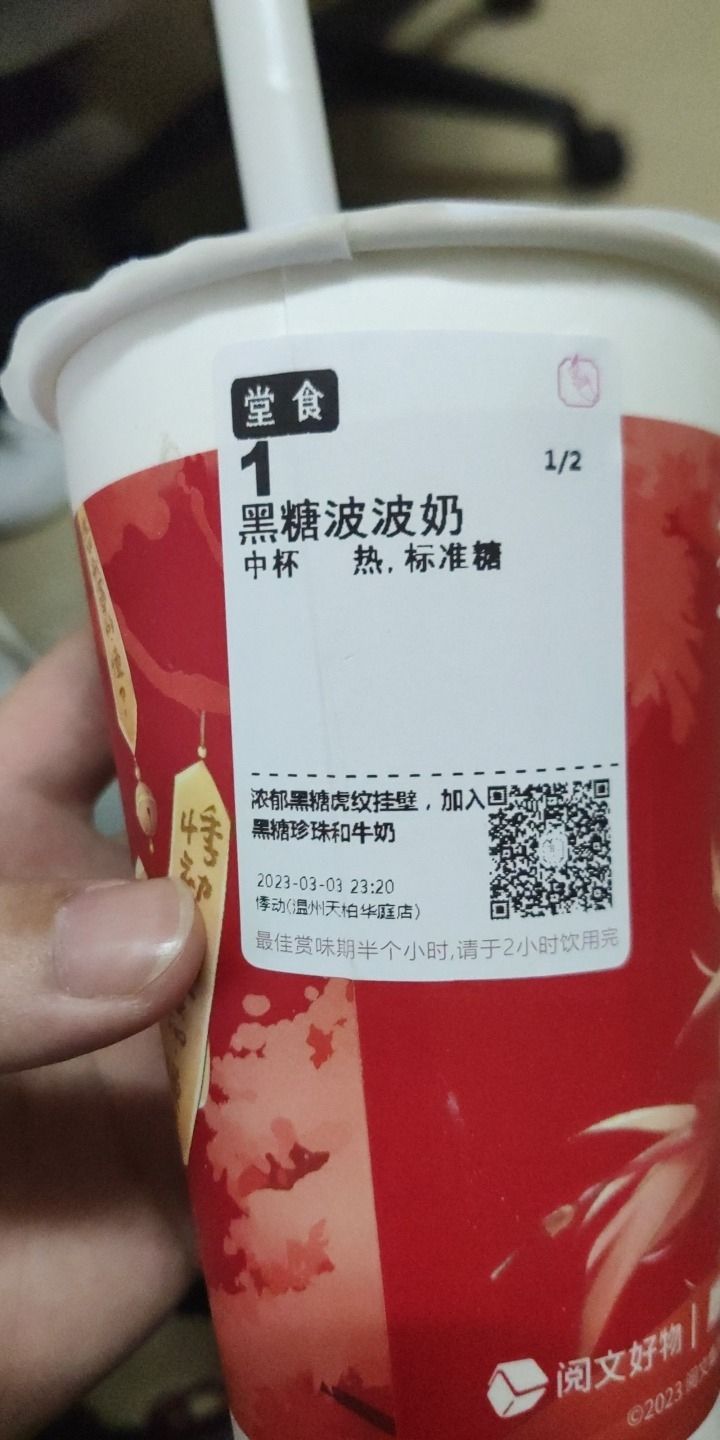 堂食
1
1/2
黑糖波波奶
中杯 热,标准糖
浓郁黑糖虎纹挂壁，加入
黑糖珍珠和牛奶
2023-03-03 23:20
悸动(温州天柏华庭店)
最佳赏味期半个小时,请于2小时饮用完
阅文好物
©2023